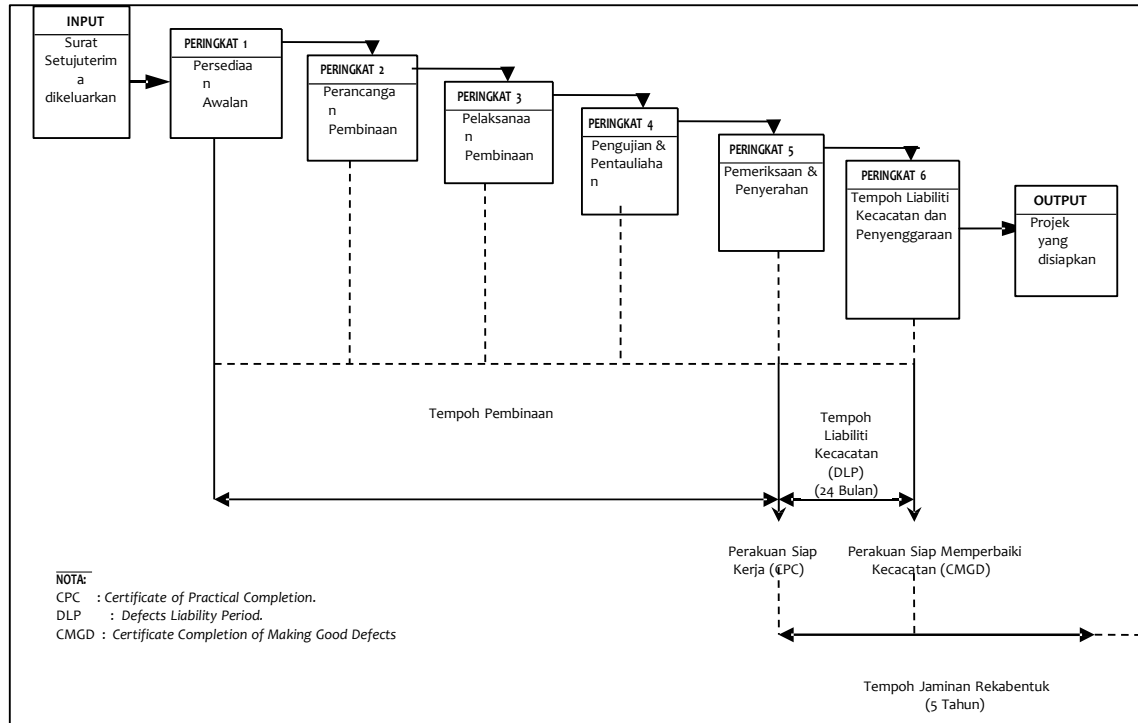 INPUT
Surat
Setujuterim
a
dikeluarkan
PERINGKAT 1
Persediaa
n
Awalan
PERINGKAT 2
Perancanga
n
Pembinaan
PERINGKAT 3
Pelaksanaa
n
Pembinaan
PERINGKAT 4
Pengujian &
Pentauliaha
n
PERINGKAT 5
Pemeriksaan &
Penyerahan
PERINGKAT 6
Tempoh Liabiliti
Kecacatan dan
Penyenggaraan
OUTPUT
Projek
yang
disiapkan
Tempoh Pembinaan
Tempoh
Liabiliti
Kecacatan
(DLP)
(24 Bulan)
Perakuan Siap
Kerja (CPC)
Perakuan Siap Memperbaiki
Kecacatan (CMGD)
NOTA:
CPC : Certificate of Practical Completion.
DLP : Defects Liability Period.
CMGD : Certificate Completion of Making Good Defects
Tempoh Jaminan Rekabentuk
(5 Tahun)